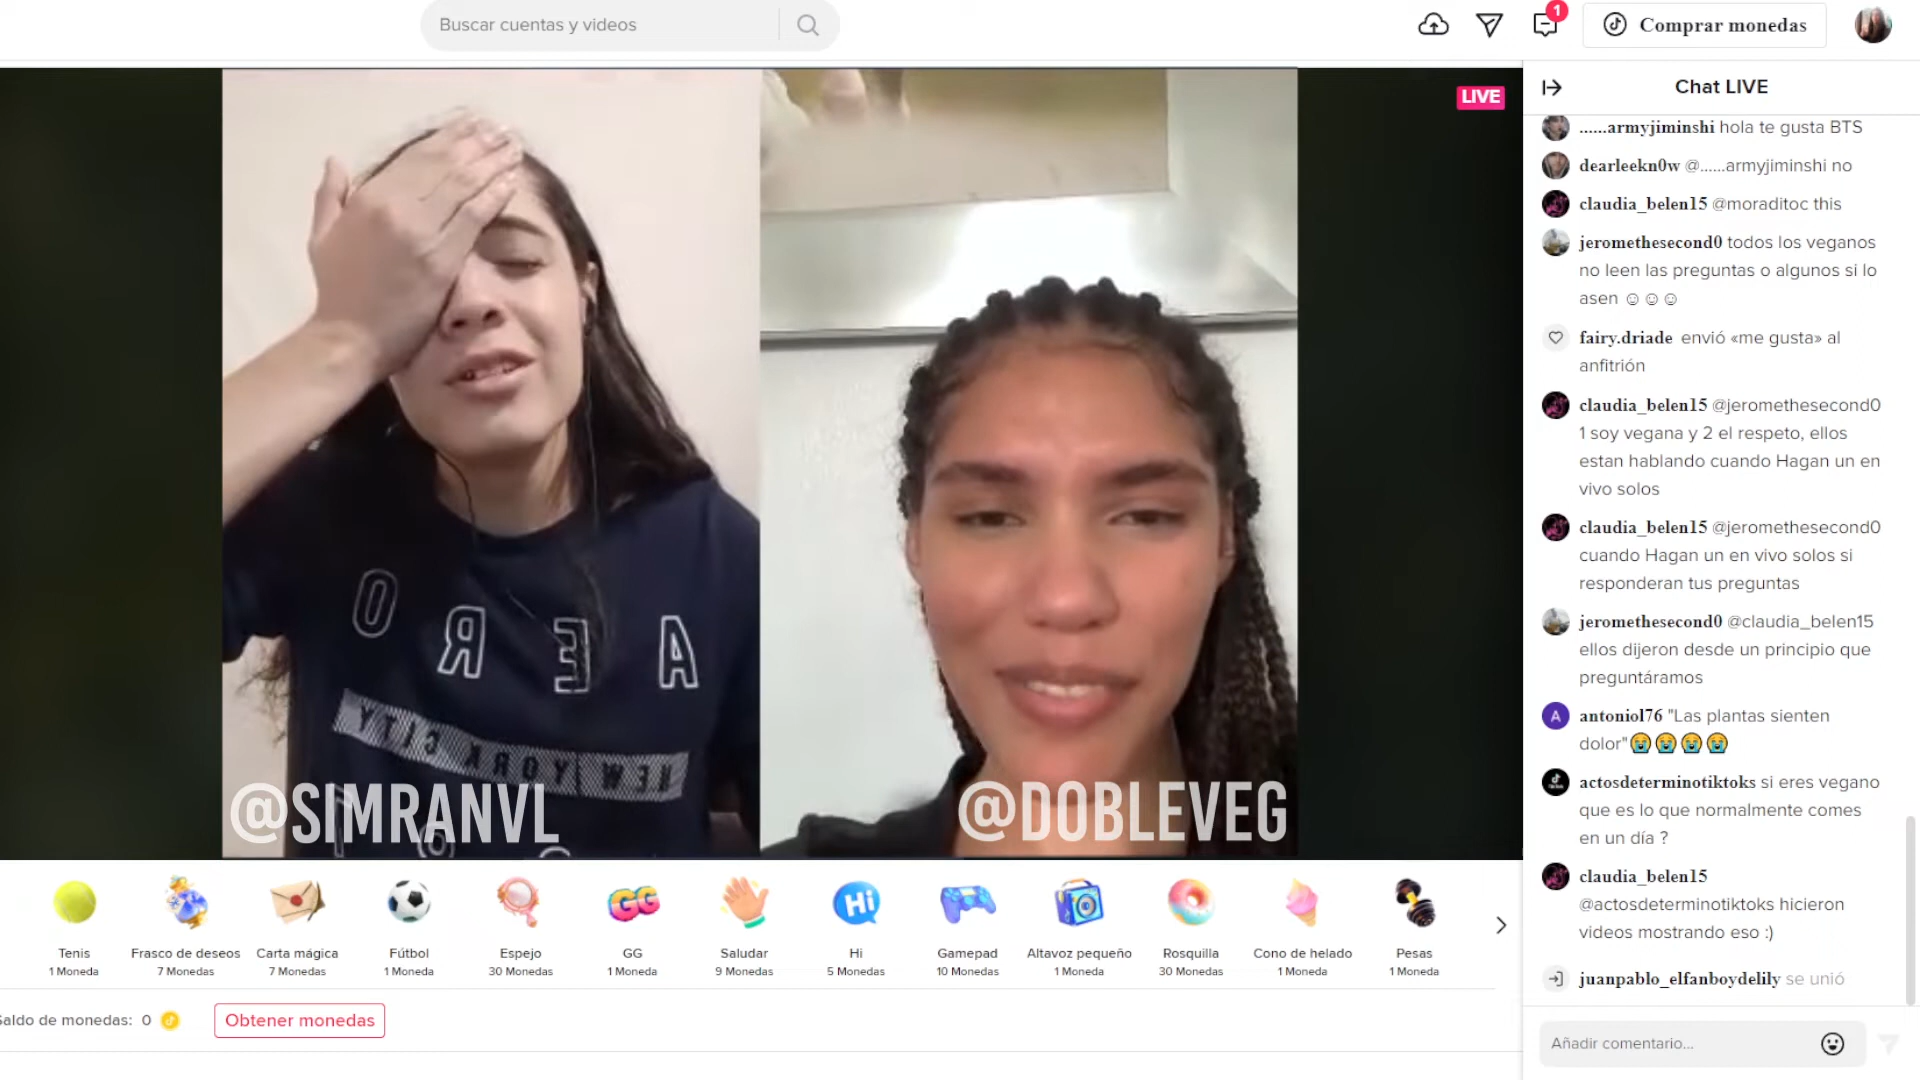 Buscar cuentas y videos
1
Comprar monedas
LIVE
Chat LIVE
......armyjiminshi hola te gusta BTS
dearleekn0w @......armyjiminshi no
claudia_belen15 @moraditoc this
jeromethesecond0 todos los veganos
no leen las preguntas o algunos si lo
asen ☺☺☺
fairy.driade envió «me gusta» al
anfitrión
claudia_belen15 @jeromethesecond0
1 soy vegana y 2 el respeto, ellos
estan hablando cuando Hagan un en
vivo solos
claudia_belen15 @jeromethesecond0
cuando Hagan un en vivo solos si
responderan tus preguntas
jeromethesecond0 @claudia_belen15
ellos dijeron desde un principio que
preguntáramos
A antoniol76 "Las plantas sienten
dolor"😭😭😭😭
actosdeterminotiktoks si eres vegano
que es lo que normalmente comes
en un día ?
claudia_belen15
@actosdeterminotiktoks hicieron
videos mostrando eso :)
juanpablo_elfanboydelily se unió
Añadir comentario...
AERO
NEW YORK CITY
@SIMRANVL
@DOBLEVEG
GG
Hi
Tenis
Frasco de deseos
Carta mágica
Fútbol
Espejo
GG
Saludar
Hi
Gamepad
Altavoz pequeño
Rosquilla
Cono de helado
Pesas
1 Moneda
7 Monedas
7 Monedas
1 Moneda
30 Monedas
1 Moneda
9 Monedas
5 Monedas
10 Monedas
1 Moneda
30 Monedas
1 Moneda
1 Moneda
Saldo de monedas: 0
Obtener monedas